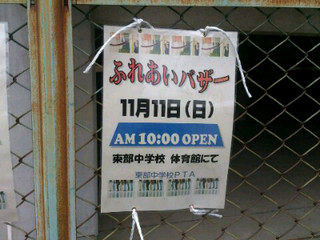 ふれあいバザー
11月11日(日)
AM 10:00 OPEN
東部中学校 体育館にて
東部中学校PTA